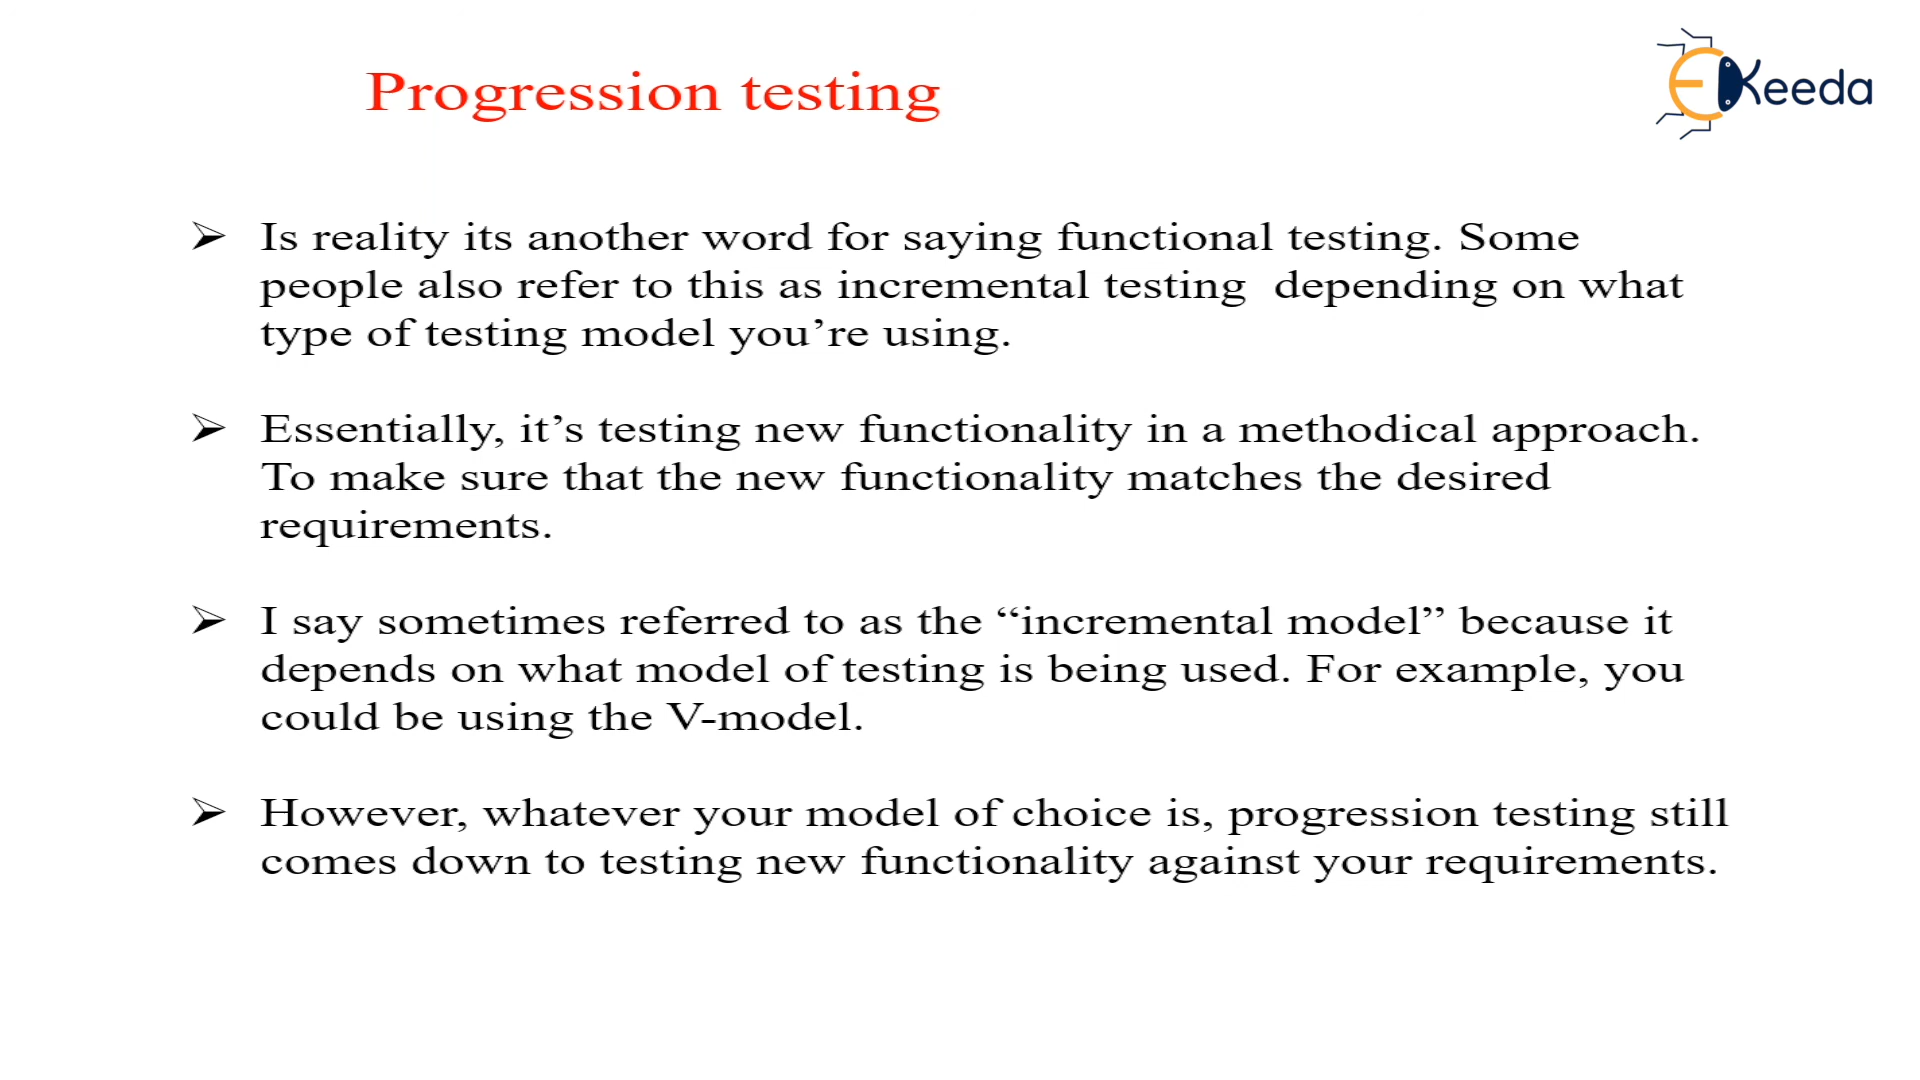 Progression testing
EKeeda
Is reality its another word for saying functional testing. Some
people also refer to this as incremental testing  depending on what
type of testing model you’re using.
Essentially, it’s testing new functionality in a methodical approach.
To make sure that the new functionality matches the desired
requirements.
I say sometimes referred to as the “incremental model” because it
depends on what model of testing is being used. For example, you
could be using the V-model.
However, whatever your model of choice is, progression testing still
comes down to testing new functionality against your requirements.